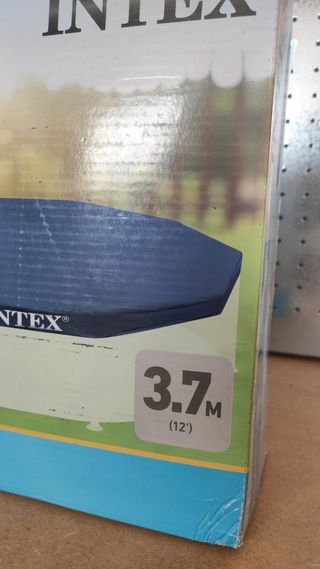 INTEX
INTEX®
3.7M
(12')